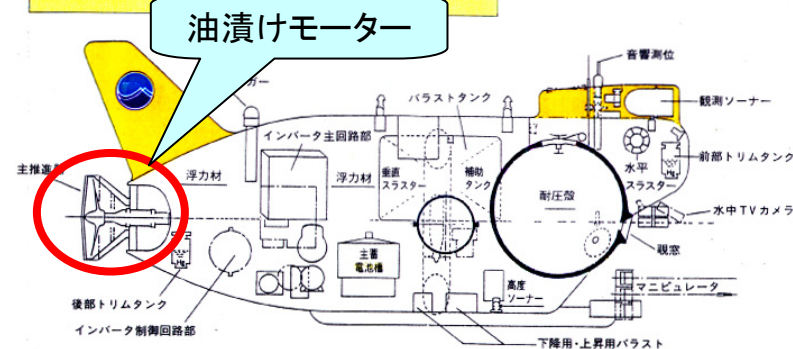 油漬けモーター
音響測位
ガー
バラストタンク
観測ソーナー
インバータ主回路部
主推進
浮力材
浮力材
垂直
スラスター
補助
タンク
耐圧殻
水平
スラスター
前部トリムタンク
水中TVカメラ
主蓄
電池槽
覗窓
高度
ソーナー
マニピュレータ
後部トリムタンク
インバータ制御回路部
下降用・上昇用バラスト